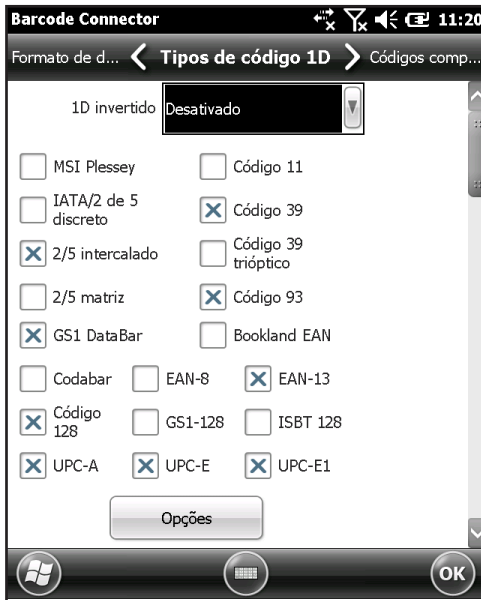 Barcode Connector 11:20
Formato de d... Tipos de código 1D Códigos comp...
1D invertido Desativado
MSI Plessey Código 11
IATA/2 de 5
discreto Código 39
2/5 intercalado Código 39
trióptico
2/5 matriz Código 93
GS1 DataBar Bookland EAN
Codabar EAN-8 EAN-13
Código
128 GS1-128 ISBT 128
UPC-A UPC-E UPC-E1
Opções
OK